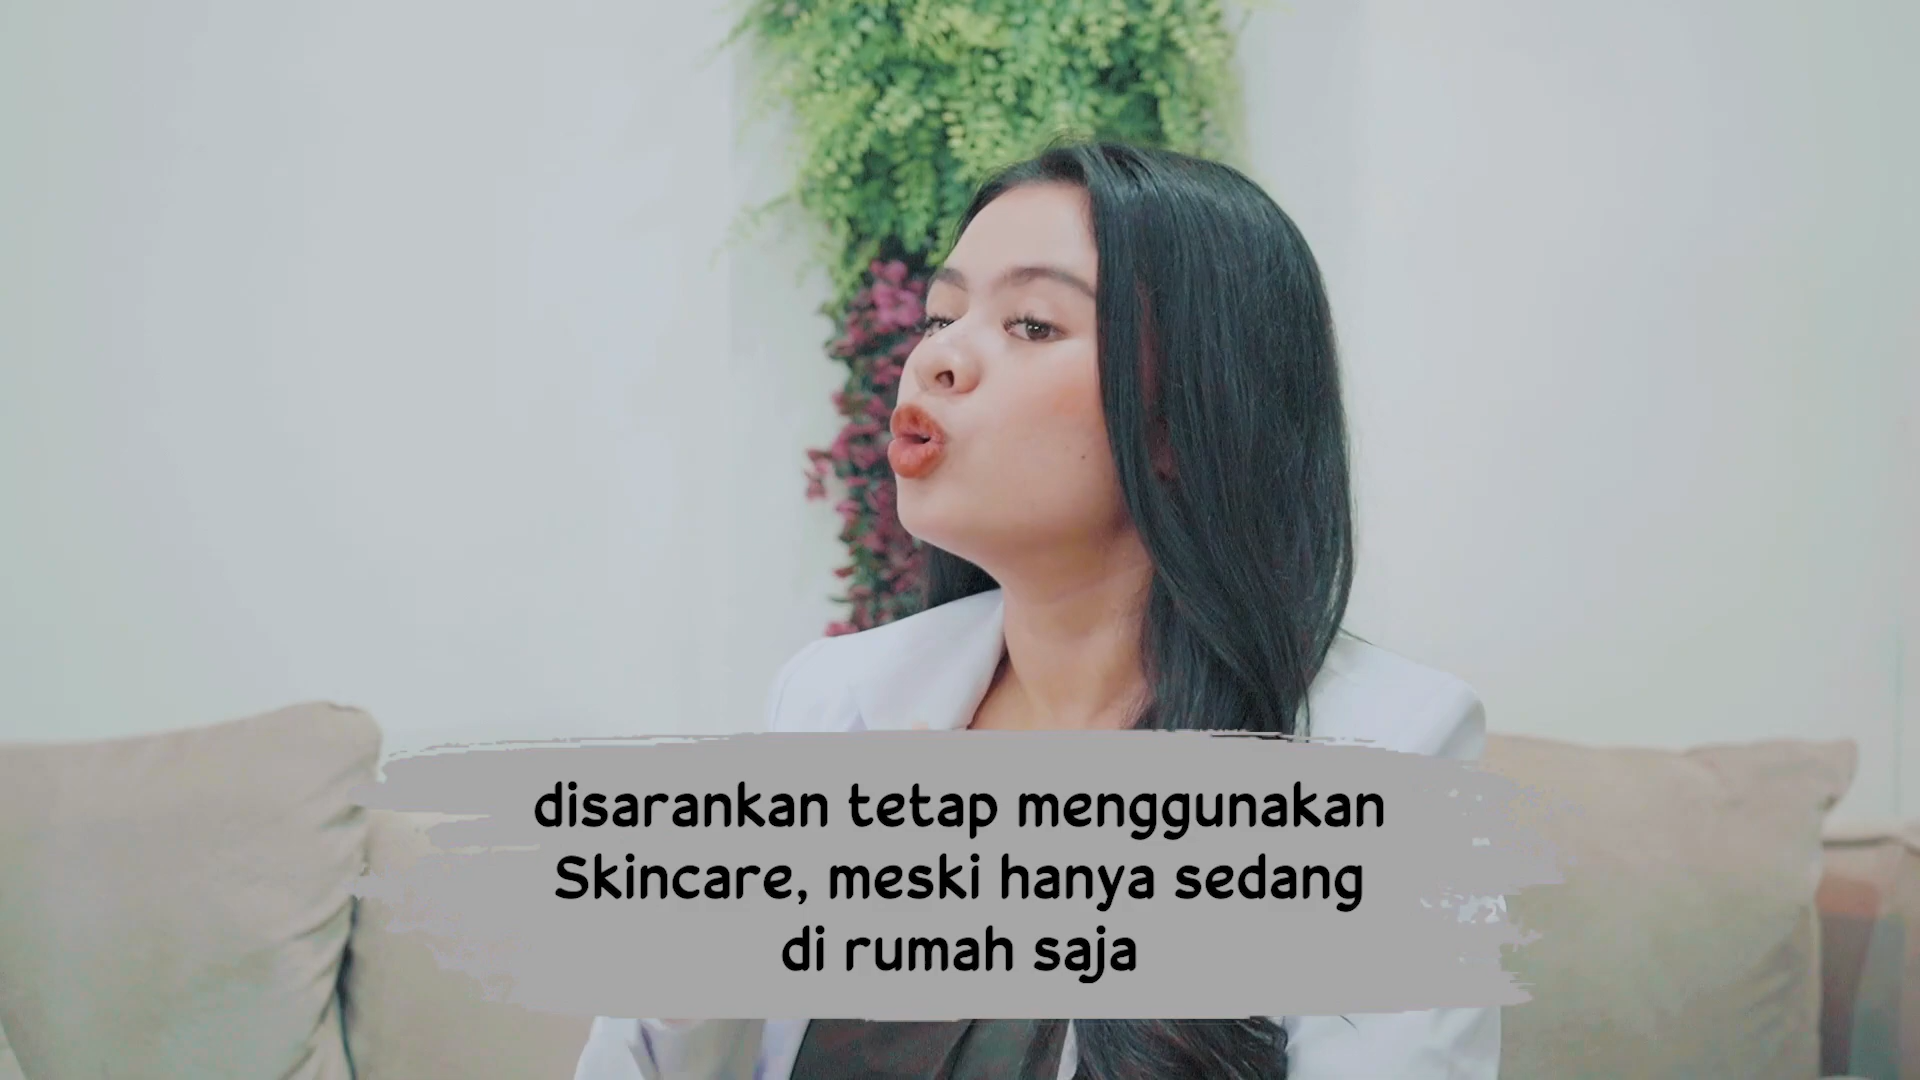 disarankan tetap menggunakan
Skincare, meski hanya sedang
di rumah saja